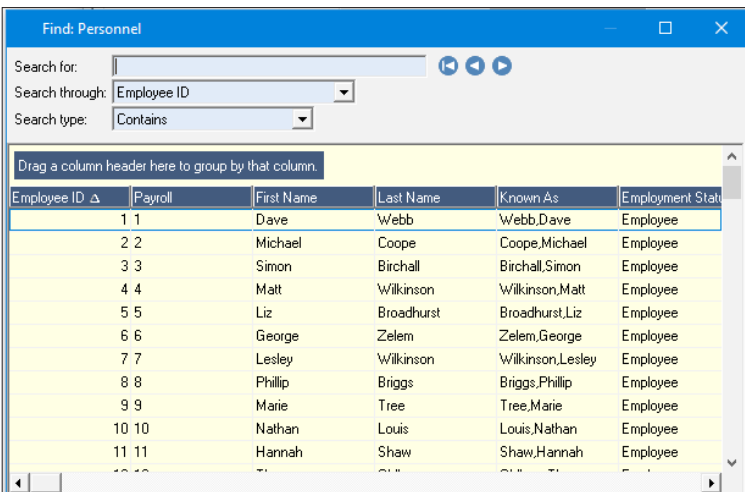 Find: Personnel
Search for:
Search through: Employee ID
Search type: Contains
Drag a column header here to group by that column.
Employee ID Payroll First Name Last Name Known As Employment Statu
1 1 Dave Webb Webb,Dave Employee
2 2 Michael Coope Coope,Michael Employee
3 3 Simon Birchall Birchall,Simon Employee
4 4 Matt Wilkinson Wilkinson,Matt Employee
5 5 Liz Broadhurst Broadhurst,Liz Employee
6 6 George Zelem Zelem,George Employee
7 7 Lesley Wilkinson Wilkinson,Lesley Employee
8 8 Phillip Briggs Briggs,Phillip Employee
9 9 Marie Tree Tree,Marie Employee
10 10 Nathan Louis Louis,Nathan Employee
11 11 Hannah Shaw Shaw,Hannah Employee